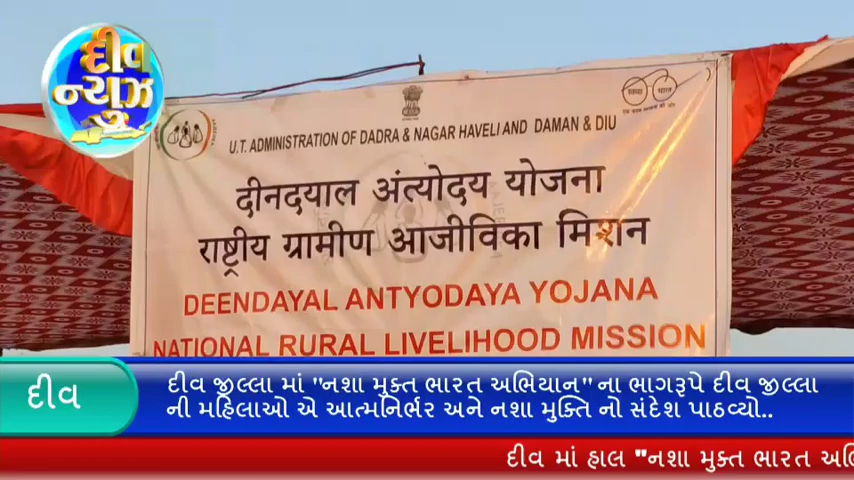 દીવ
ન્યુઝ
U.T. ADMINISTRATION OF DADRA & NAGAR HAVELI AND DAMAN & DIU
दीनदयाल अंत्योदय योजना
राष्ट्रीय ग्रामीण आजीविका मिशन
DEENDAYAL ANTYODAYA YOJANA
NATIONAL RURAL LIVELIHOOD MISSION
દીવ
દીવ જીલ્લા માં "નશા મુક્ત ભારત અભિયાન" ના ભાગરૂપે દીવ જીલ્લા
ની મહિલાઓ એ આત્મનિર્ભર અને નશા મુક્તિ નો સંદેશ પાઠવ્યો..
દીવ માં હાલ "નશા મુક્ત ભારત અભિ